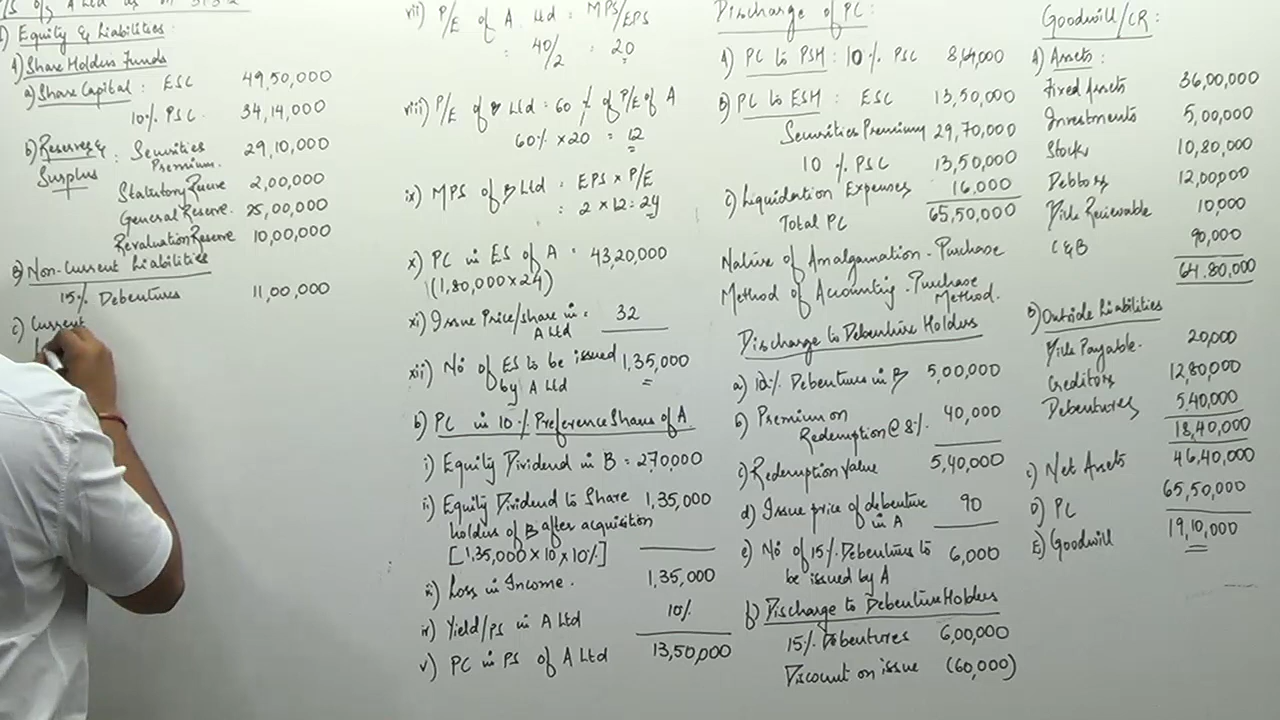 B/S of A Ltd as on 31.3.12
Equity & Liabilities
A) Share Holders Funds
a) Share Capital : ESC 49,50,000
10% PSC. 34,14,000
b) Reserves & Surplus : Securities Premium. 29,10,000
Statutory Reserve 2,00,000
General Reserve. 25,00,000
Revaluation Reserve 10,00,000
B) Non-Current Liabilities
15% Debentures 11,00,000
C) Current
vii) P/E of A Ltd = MPS/EPS
: 40/2 = 20
viii) P/E of B Ltd = 60% of P/E of A
60% × 20 = 12
ix) MPS of B Ltd = EPS × P/E
: 2 × 12 = 24
x) PC in ES of A = 43,20,000
(1,80,000 × 24)
xi) Issue Price/share in A Ltd = 32
xii) No of ES to be issued 1,35,000
by A Ltd
b) PC in 10% Preference Shares of A
i) Equity Dividend in B = 270,000
ii) Equity Dividend to Share 1,35,000
holders of B after acquisition
[1,35,000 × 10 × 10%]
iii) Loss in Income. 1,35,000
iv) Yield/PS in A Ltd 10%
v) PC in PS of A Ltd 13,50,000
Discharge of PC:
A) PC to PSH : 10% PSC 8,64,000
B) PC to ESH : ESC 13,50,000
Securities Premium 29,70,000
10% PSC 13,50,000
C) Liquidation Expenses 16,000
Total PC 65,50,000
Nature of Amalgamation - Purchase
Method of Accounting - Purchase Method.
Discharge to Debenture Holders
a) 10% Debentures in B 5,00,000
b) Premium on 40,000
Redemption @ 8%.
c) Redemption Value 5,40,000
d) Issue price of debenture 90
in A
e) No of 15% Debentures to 6,000
be issued by A
f) Discharge to Debenture Holders
15% Debentures 6,00,000
Discount on issue (60,000)
Goodwill/CR :
A) Assets :
Fixed Assets 36,00,000
Investments 5,00,000
Stocks 10,80,000
Debtors 12,00,000
Bills Recievable 10,000
C & B 90,000
64,80,000
B) Outside Liabilities
Bills Payable. 20,000
Creditors 12,80,000
Debentures 5,40,000
18,40,000
C) Net Assets 46,40,000
D) PC 65,50,000
E) Goodwill 19,10,000